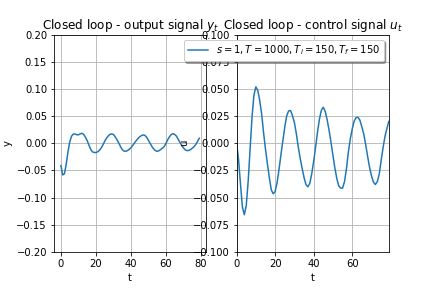 Closed loop - output signal y_t
Closed loop - control signal u_t
s = 1, T = 1000, T_i = 150, T_r = 150
y
0.20
0.15
0.10
0.05
0.00
−0.05
−0.10
−0.15
−0.20
0 20 40 60 80
t
u
0.100
0.075
0.050
0.025
0.000
0.025
0.050
0.075
0.100
0 20 40 60
t